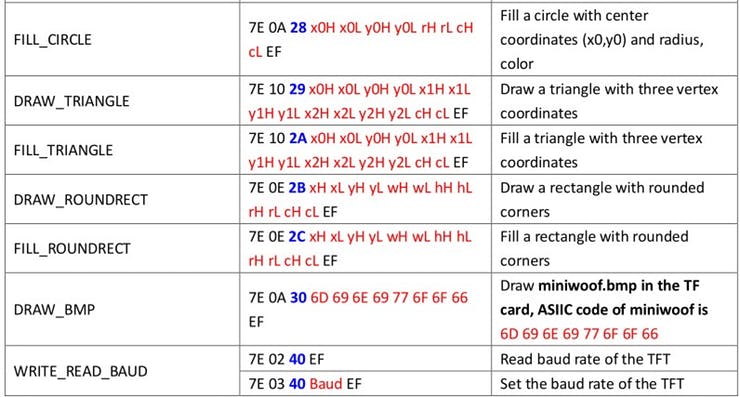 FILL_CIRCLE
7E 0A 28 x0H x0L y0H y0L rH rL cH
cL EF
Fill a circle with center
coordinates (x0,y0) and radius,
color
DRAW_TRIANGLE
7E 10 29 x0H x0L y0H y0L x1H x1L
y1H y1L x2H x2L y2H y2L cH cL EF
Draw a triangle with three vertex
coordinates
FILL_TRIANGLE
7E 10 2A x0H x0L y0H y0L x1H x1L
y1H y1L x2H x2L y2H y2L cH cL EF
Fill a triangle with three vertex
coordinates
DRAW_ROUNDRECT
7E 0E 2B xH xL yH yL wH wL hH hL
rH rL cH cL EF
Draw a rectangle with rounded
corners
FILL_ROUNDRECT
7E 0E 2C xH xL yH yL wH wL hH hL
rH rL cH cL EF
Fill a rectangle with rounded
corners
DRAW_BMP
7E 0A 30 6D 69 6E 69 77 6F 6F 66
EF
Draw miniwoof.bmp in the TF
card, ASIIC code of miniwoof is
6D 69 6E 69 77 6F 6F 66
WRITE_READ_BAUD
7E 02 40 EF
Read baud rate of the TFT
7E 03 40 Baud EF
Set the baud rate of the TFT